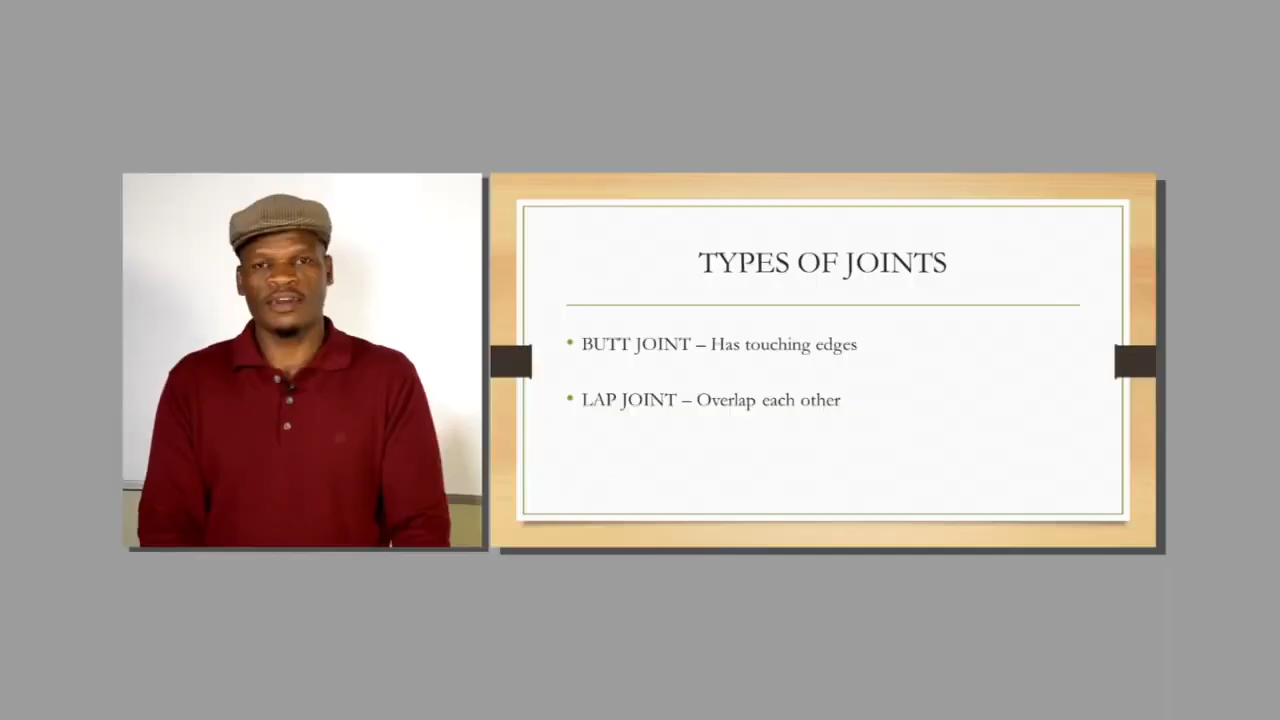 TYPES OF JOINTS
• BUTT JOINT – Has touching edges
• LAP JOINT – Overlap each other